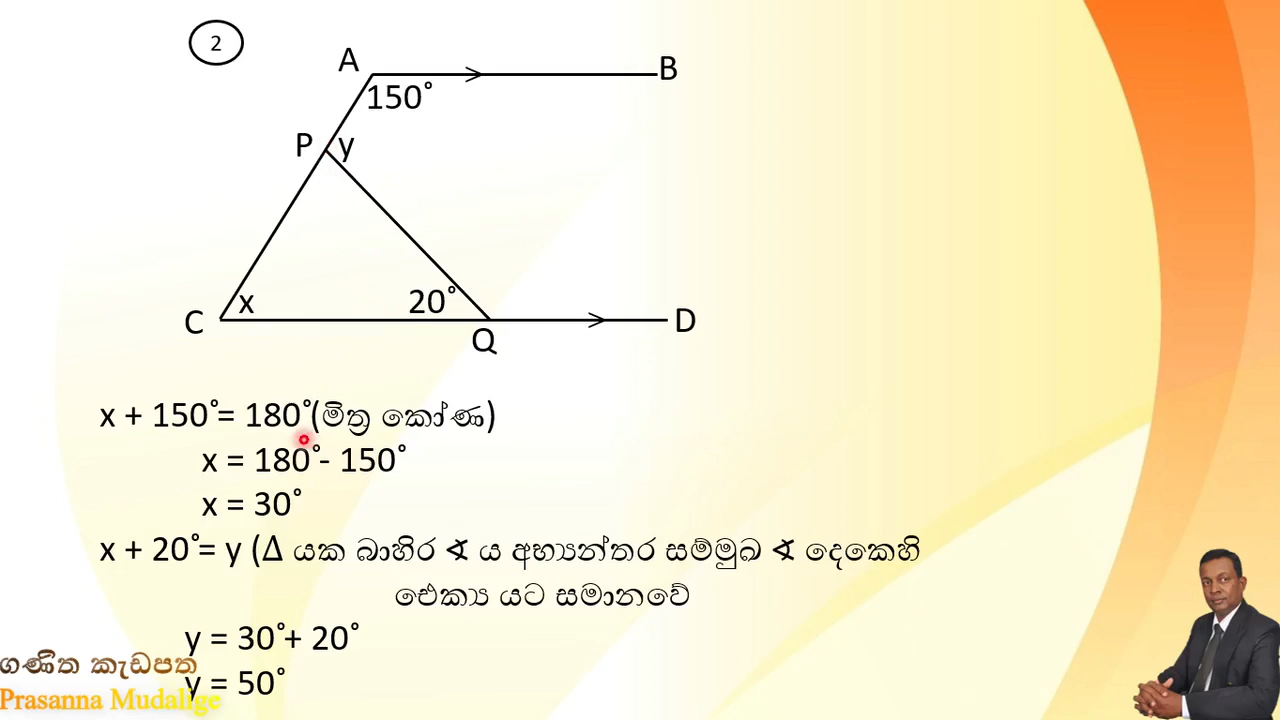 2
A
B
150°
P
y
x
20°
C
D
Q
x + 150°= 180°(මිත්‍ර කෝණ)
x = 180°- 150°
x = 30°
x + 20°= y (Δ යක බාහිර ∢ ය අභ්‍යන්තර සම්මුඛ ∢ දෙකෙහි
ඓක්‍ය යට සමානවේ
y = 30°+ 20°
y = 50°
ගණිත කැඩපත
Prasanna Mudalige